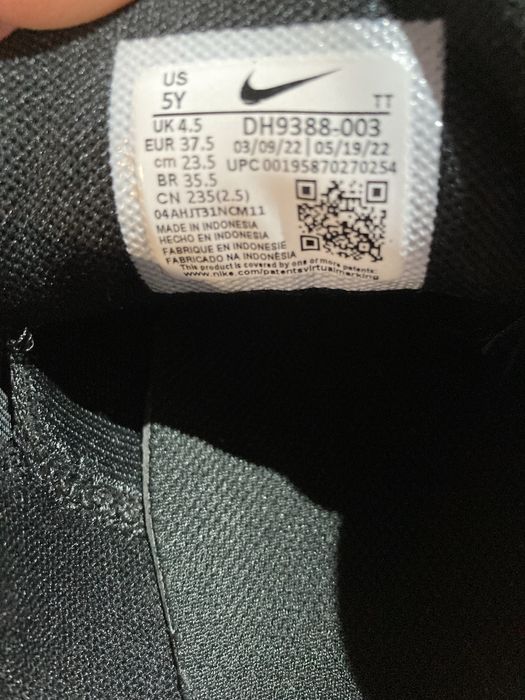 US
5Y
TT
UK 4.5
EUR 37.5
cm 23.5
BR 35.5
CN 235(2.5)
DH9388-003
03/09/22 | 05/19/22
UPC 00195870270254
04AHJT31NCM11
MADE IN INDONESIA
HECHO EN INDONESIA
FABRIQUE EN INDONESIE
FABRICADO NA INDONÉSIA
This product is covered by one or more patents:
www.nike.com/patentsvirtualmarking